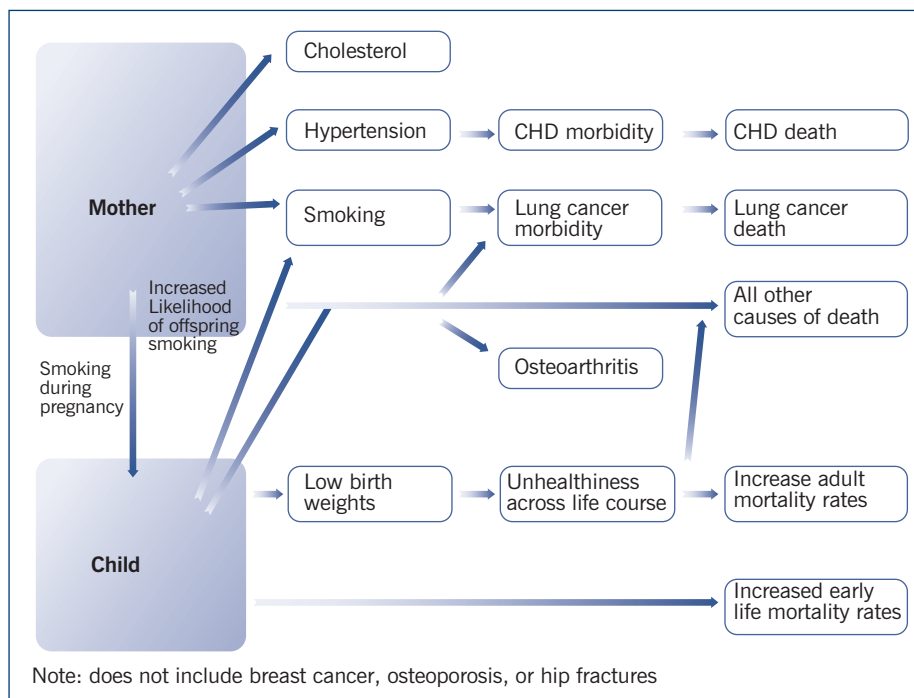 Cholesterol
Hypertension
CHD morbidity
CHD death
Mother
Smoking
Lung cancer
morbidity
Lung cancer
death
Increased
Likelihood
of offspring
smoking
All other
causes of death
Smoking
during
pregnancy
Osteoarthritis
Low birth
weights
Unhealthiness
across life course
Increase adult
mortality rates
Child
Increased early
life mortality rates
Note: does not include breast cancer, osteoporosis, or hip fractures